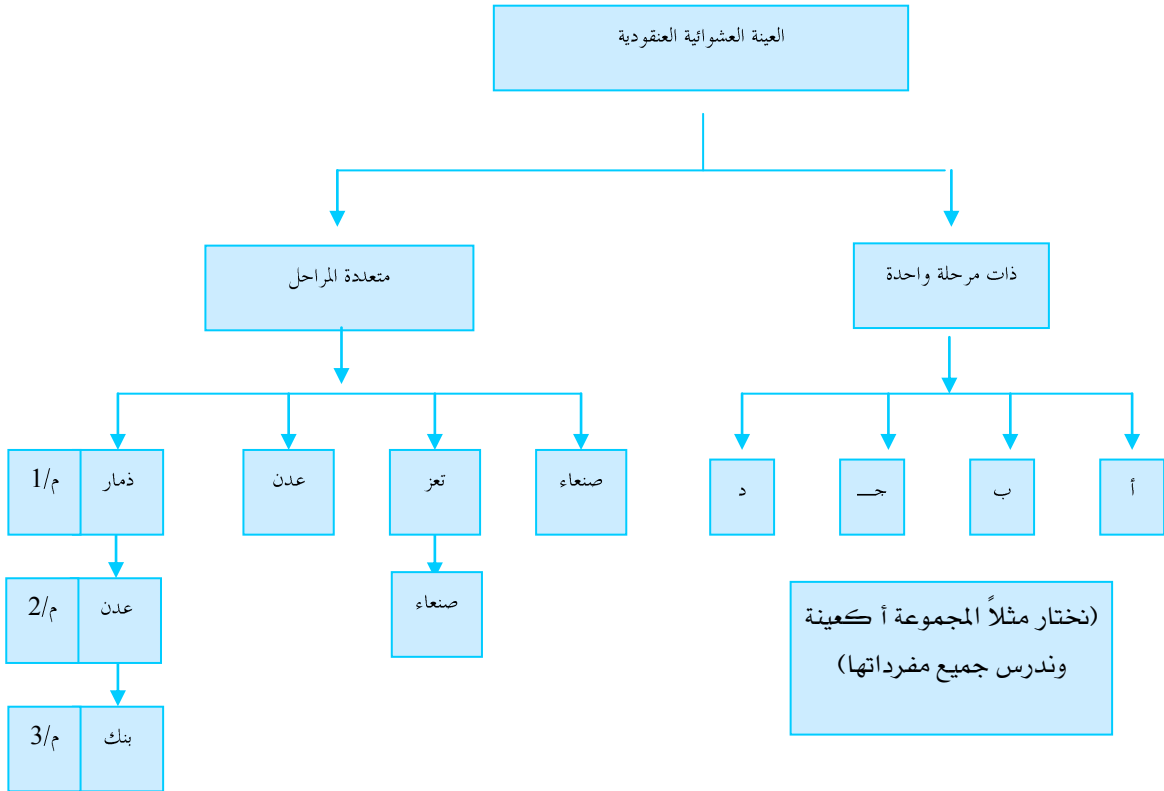 العينة العشوائية العنقودية
ذات مرحلة واحدة
متعددة المراحل
أ
ب
جـــ
د
صنعاء
تعز
عدن
ذمار
م/1
(نختار مثلاً المجموعة أ كعينة
وندرس جميع مفرداتها)
صنعاء
عدن
م/2
بنك
م/3